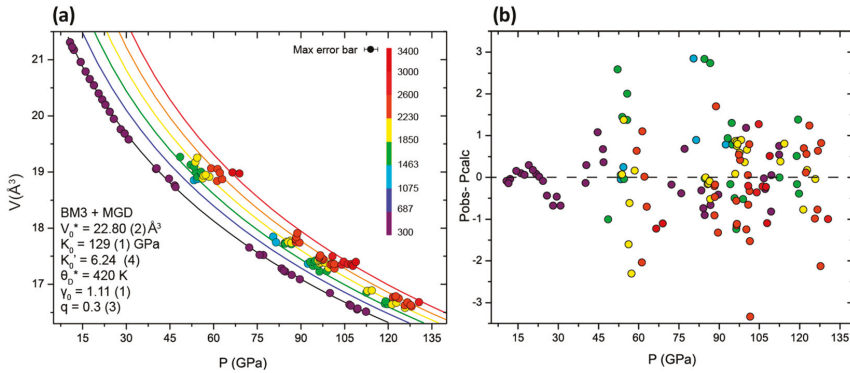 (a)
(b)
Max error bar
3400
3000
2600
2230
1850
1463
1075
687
300
21
20
19
18
17
V(Å³)
BM3 + MGD
V₀* = 22.80 (2) Å³
K₀ = 129 (1) GPa
K₀' = 6.24 (4)
θD* = 420 K
γ₀ = 1.11 (1)
q = 0.3 (3)
15 30 45 60 75 90 105 120 135
P (GPa)
3
2
1
0
-1
-2
-3
Pobs- Pcalc
15 30 45 60 75 90 105 120 135
P (GPa)